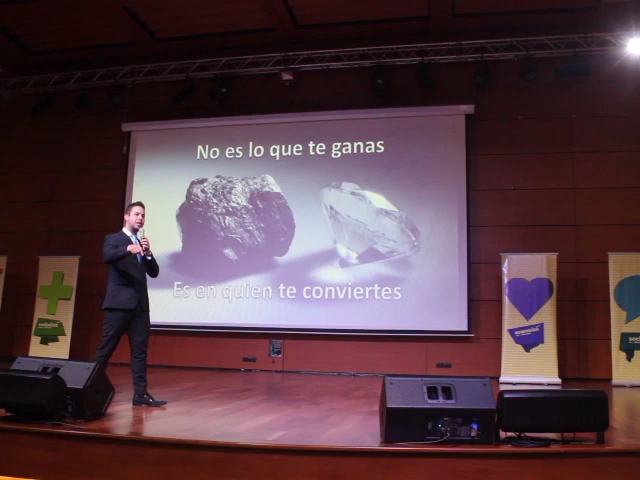 No es lo que te ganas
Es en quien te conviertes